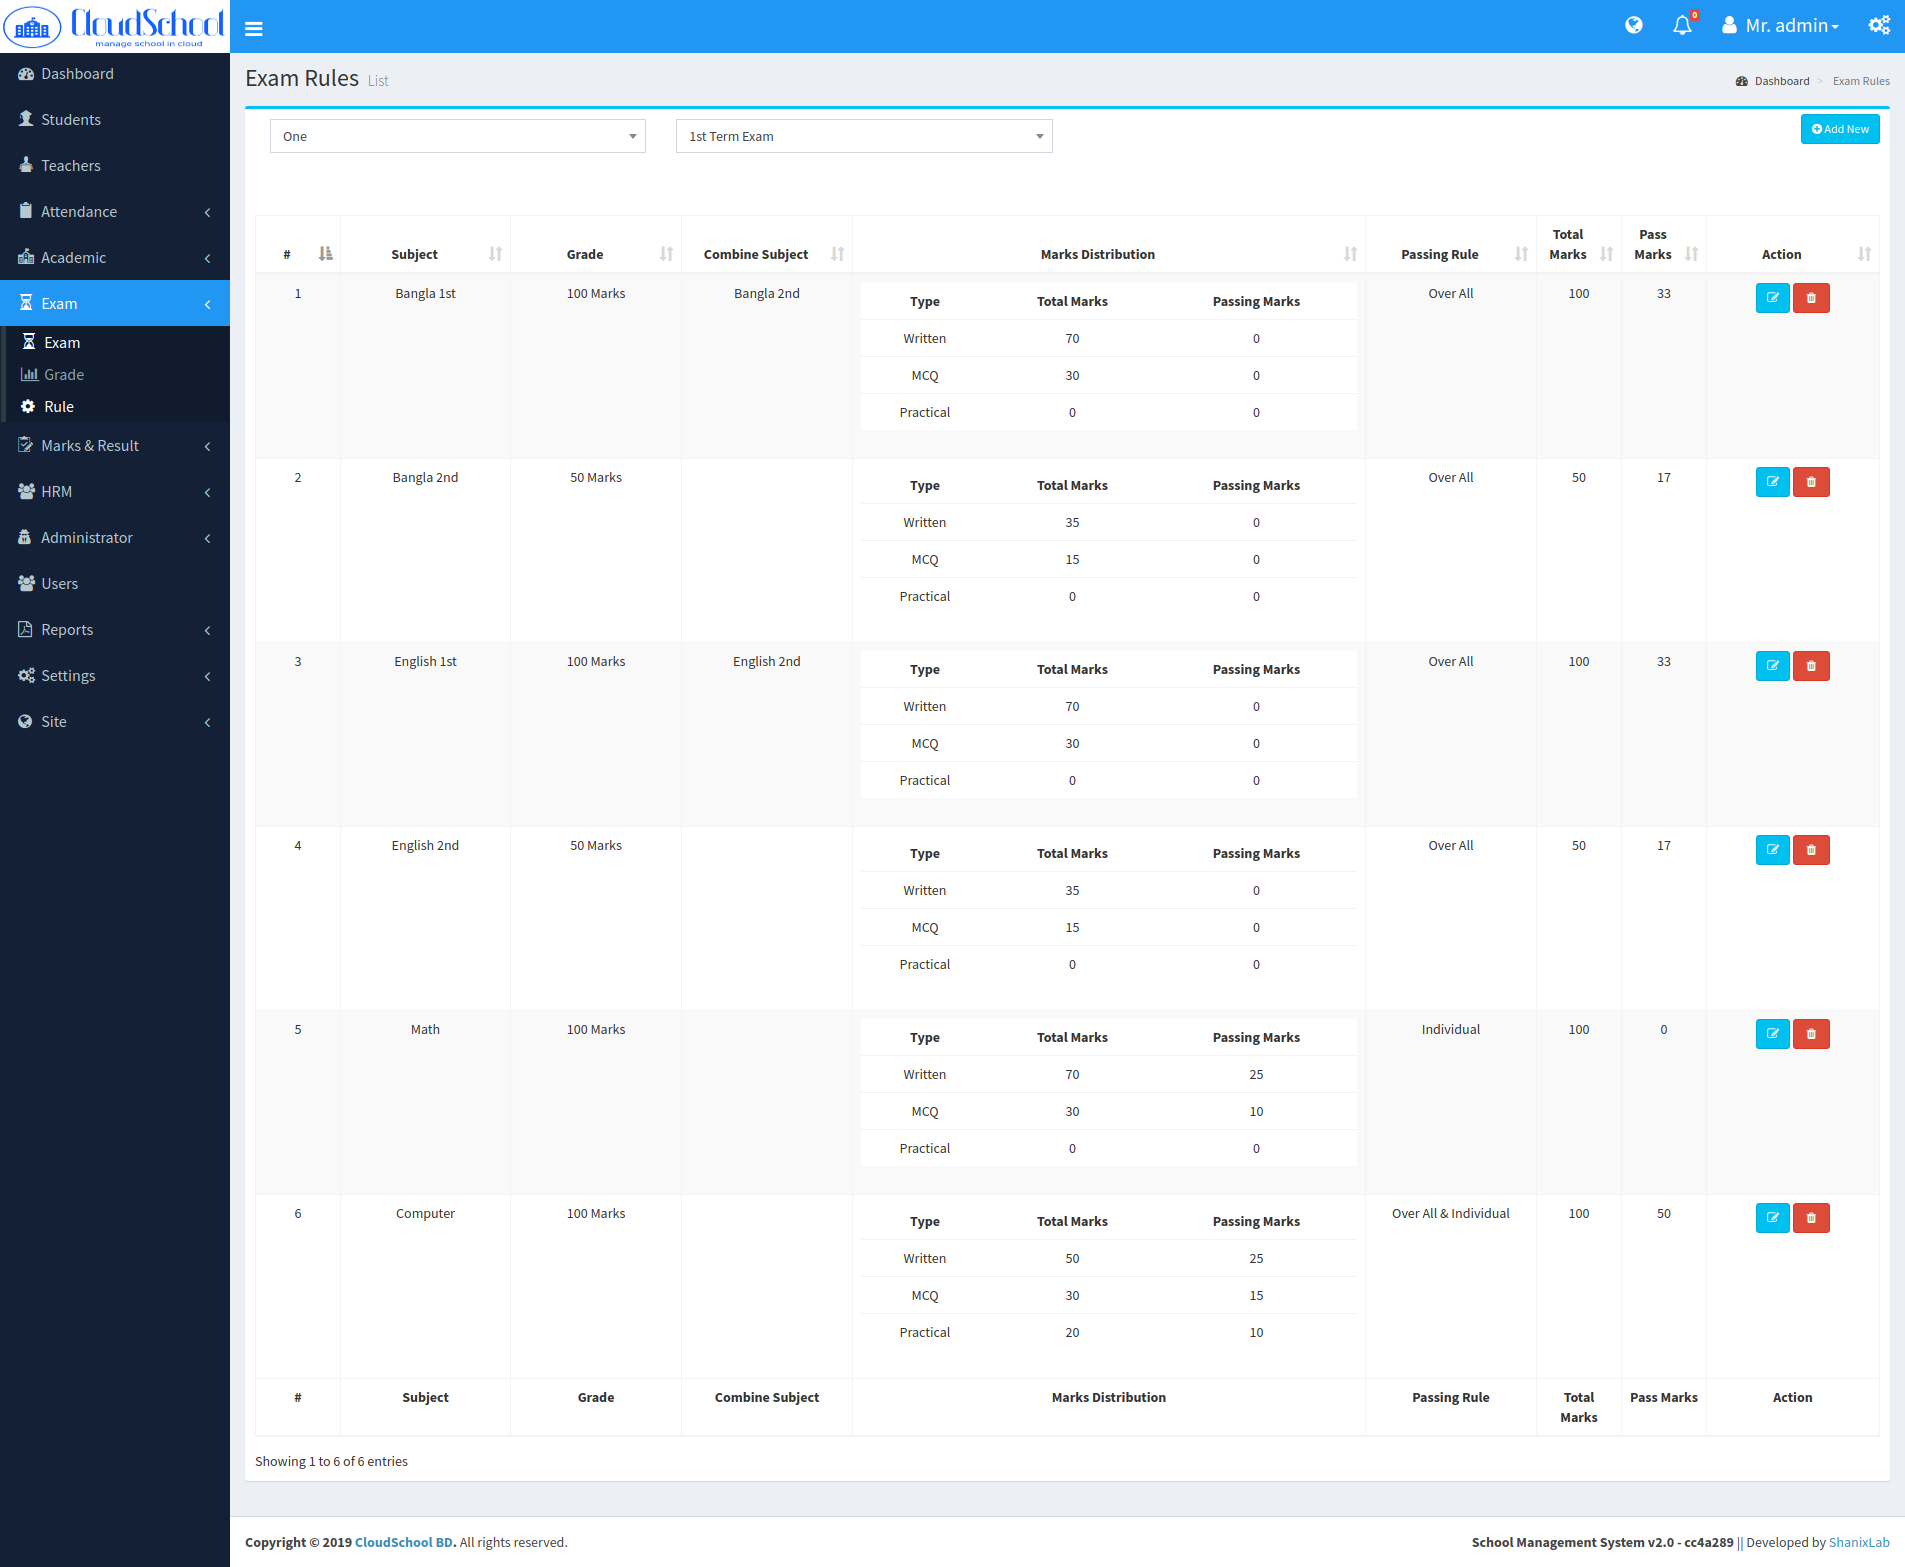 CloudSchool
manage school in cloud
0
Mr. admin
Dashboard
Students
Teachers
Attendance
Academic
Exam
Exam
Grade
Rule
Marks & Result
HRM
Administrator
Users
Reports
Settings
Site
Exam Rules List
Dashboard > Exam Rules
One
1st Term Exam
Add New
# Subject Grade Combine Subject Marks Distribution Passing Rule Total Marks Pass Marks Action
1 Bangla 1st 100 Marks Bangla 2nd Over All 100 33
Type Total Marks Passing Marks
Written 70 0
MCQ 30 0
Practical 0 0
2 Bangla 2nd 50 Marks Over All 50 17
Type Total Marks Passing Marks
Written 35 0
MCQ 15 0
Practical 0 0
3 English 1st 100 Marks English 2nd Over All 100 33
Type Total Marks Passing Marks
Written 70 0
MCQ 30 0
Practical 0 0
4 English 2nd 50 Marks Over All 50 17
Type Total Marks Passing Marks
Written 35 0
MCQ 15 0
Practical 0 0
5 Math 100 Marks Individual 100 0
Type Total Marks Passing Marks
Written 70 25
MCQ 30 10
Practical 0 0
6 Computer 100 Marks Over All & Individual 100 50
Type Total Marks Passing Marks
Written 50 25
MCQ 30 15
Practical 20 10
# Subject Grade Combine Subject Marks Distribution Passing Rule Total Marks Pass Marks Action
Showing 1 to 6 of 6 entries
Copyright © 2019 CloudSchool BD. All rights reserved.
School Management System v2.0 - cc4a289 || Developed by ShanixLab